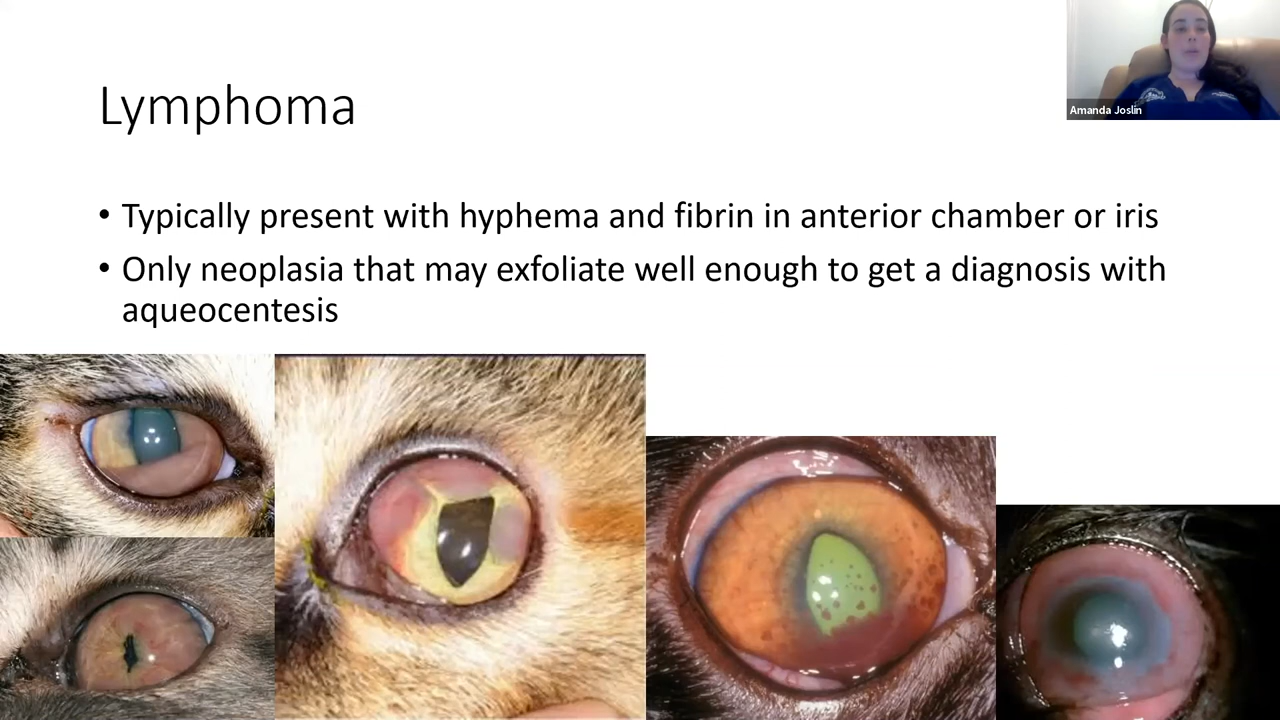 Lymphoma
Amanda Joslin
• Typically present with hyphema and fibrin in anterior chamber or iris
• Only neoplasia that may exfoliate well enough to get a diagnosis with
aqueocentesis